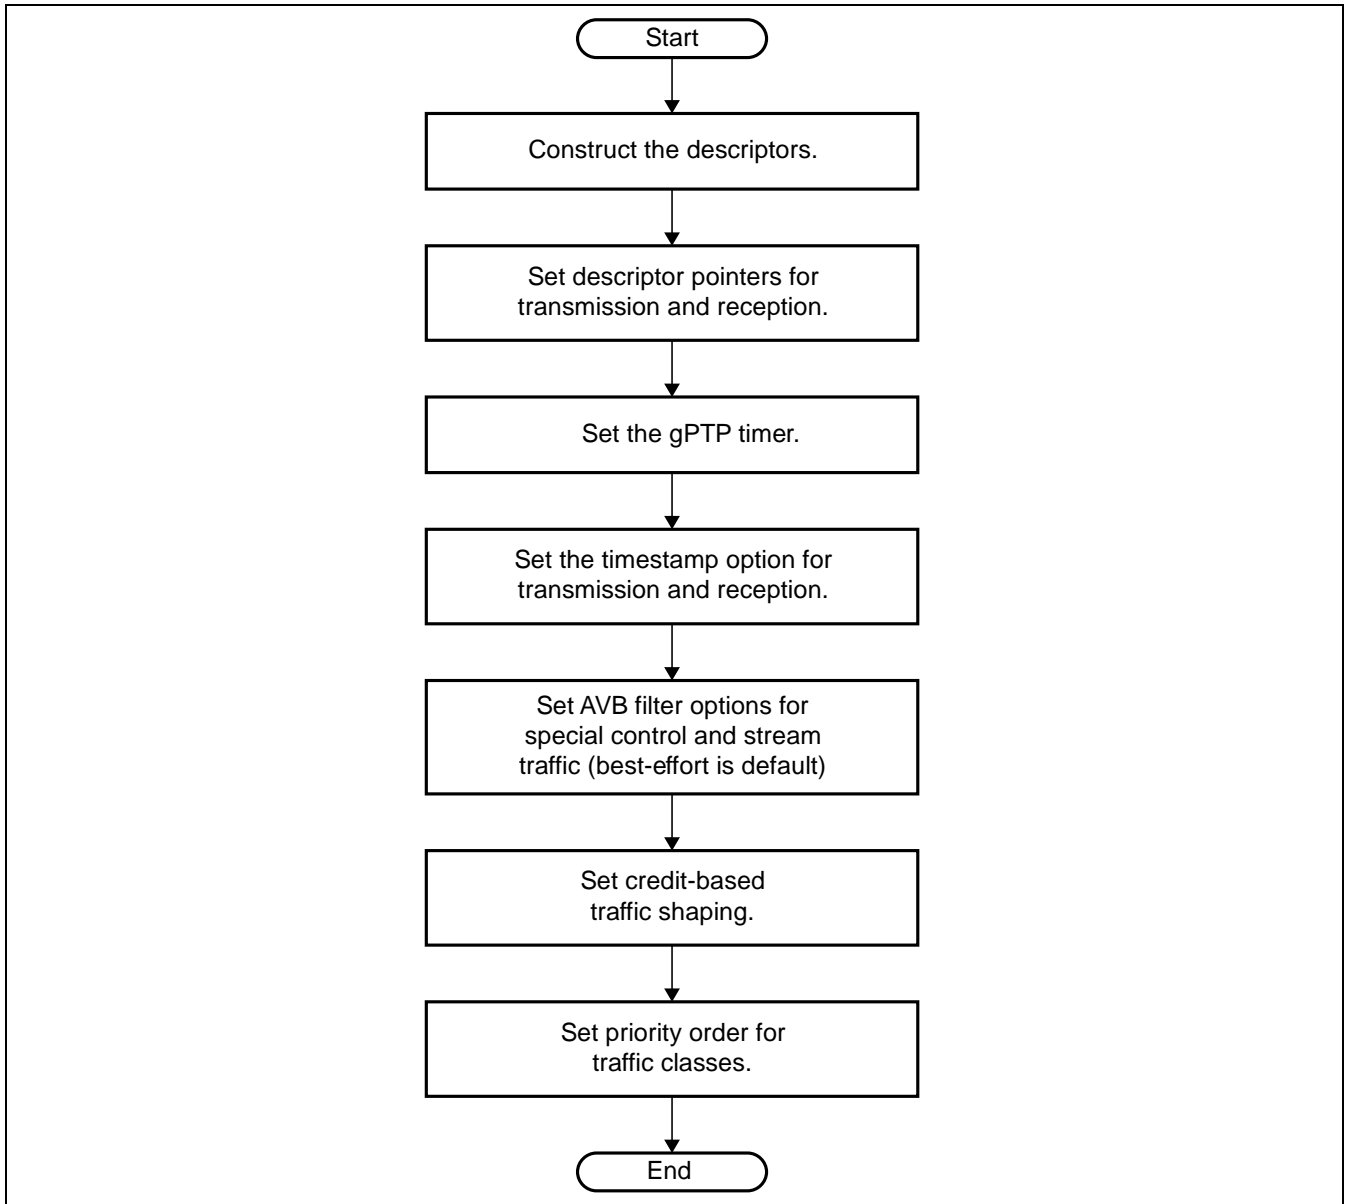 Start
Construct the descriptors.
Set descriptor pointers for
transmission and reception.
Set the gPTP timer.
Set the timestamp option for
transmission and reception.
Set AVB filter options for
special control and stream
traffic (best-effort is default)
Set credit-based
traffic shaping.
Set priority order for
traffic classes.
End